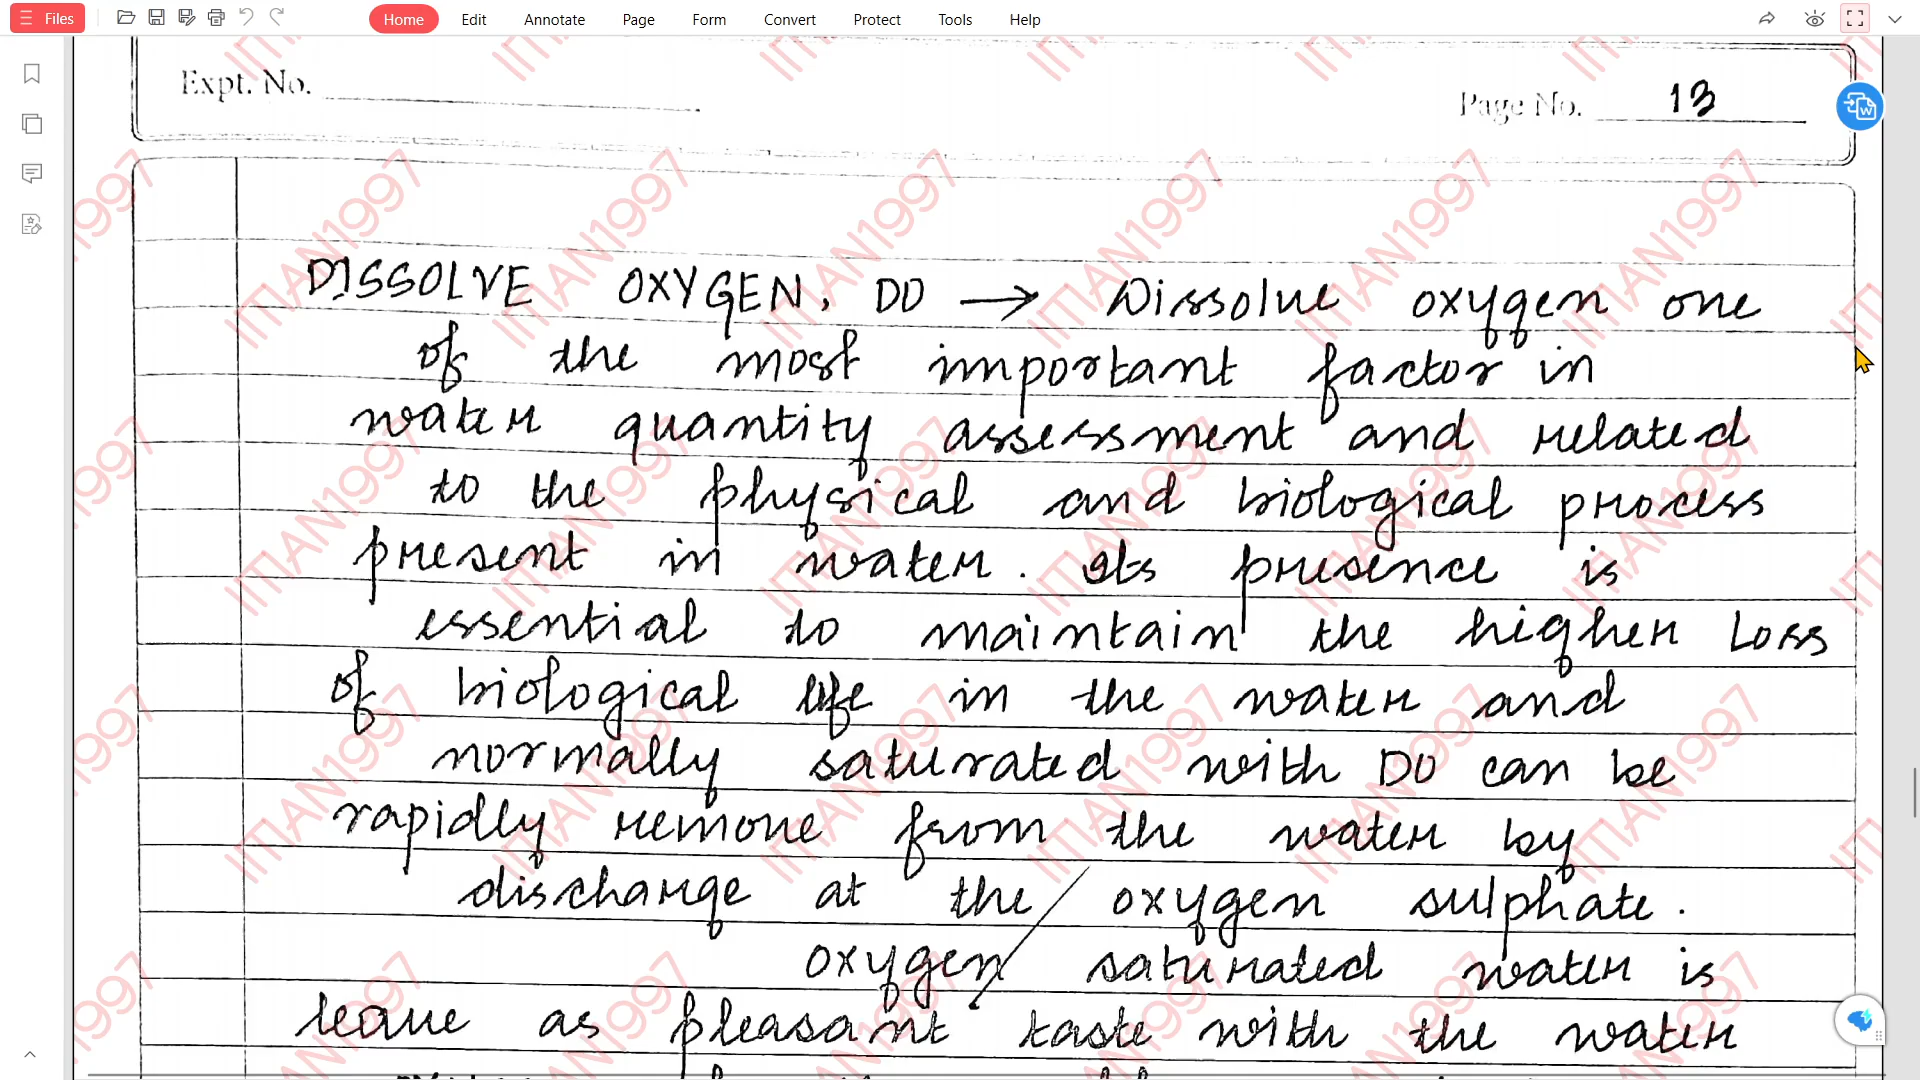 Files
Home Edit Annotate Page Form Convert Protect Tools Help
Expt. No.
Page No. 13
DISSOLVE OXYGEN, DO → Dissolve oxygen one
of the most important factor in
water quantity assessment and related
to the physical and biological process
present in water. Its presence is
essential to maintain the higher Loss
of biological life in the water and
normally saturated with DO can be
rapidly remove from the water by
discharge at the oxygen sulphate.
oxygen saturated water is
leave as pleasant taste with the water
IMAN1997